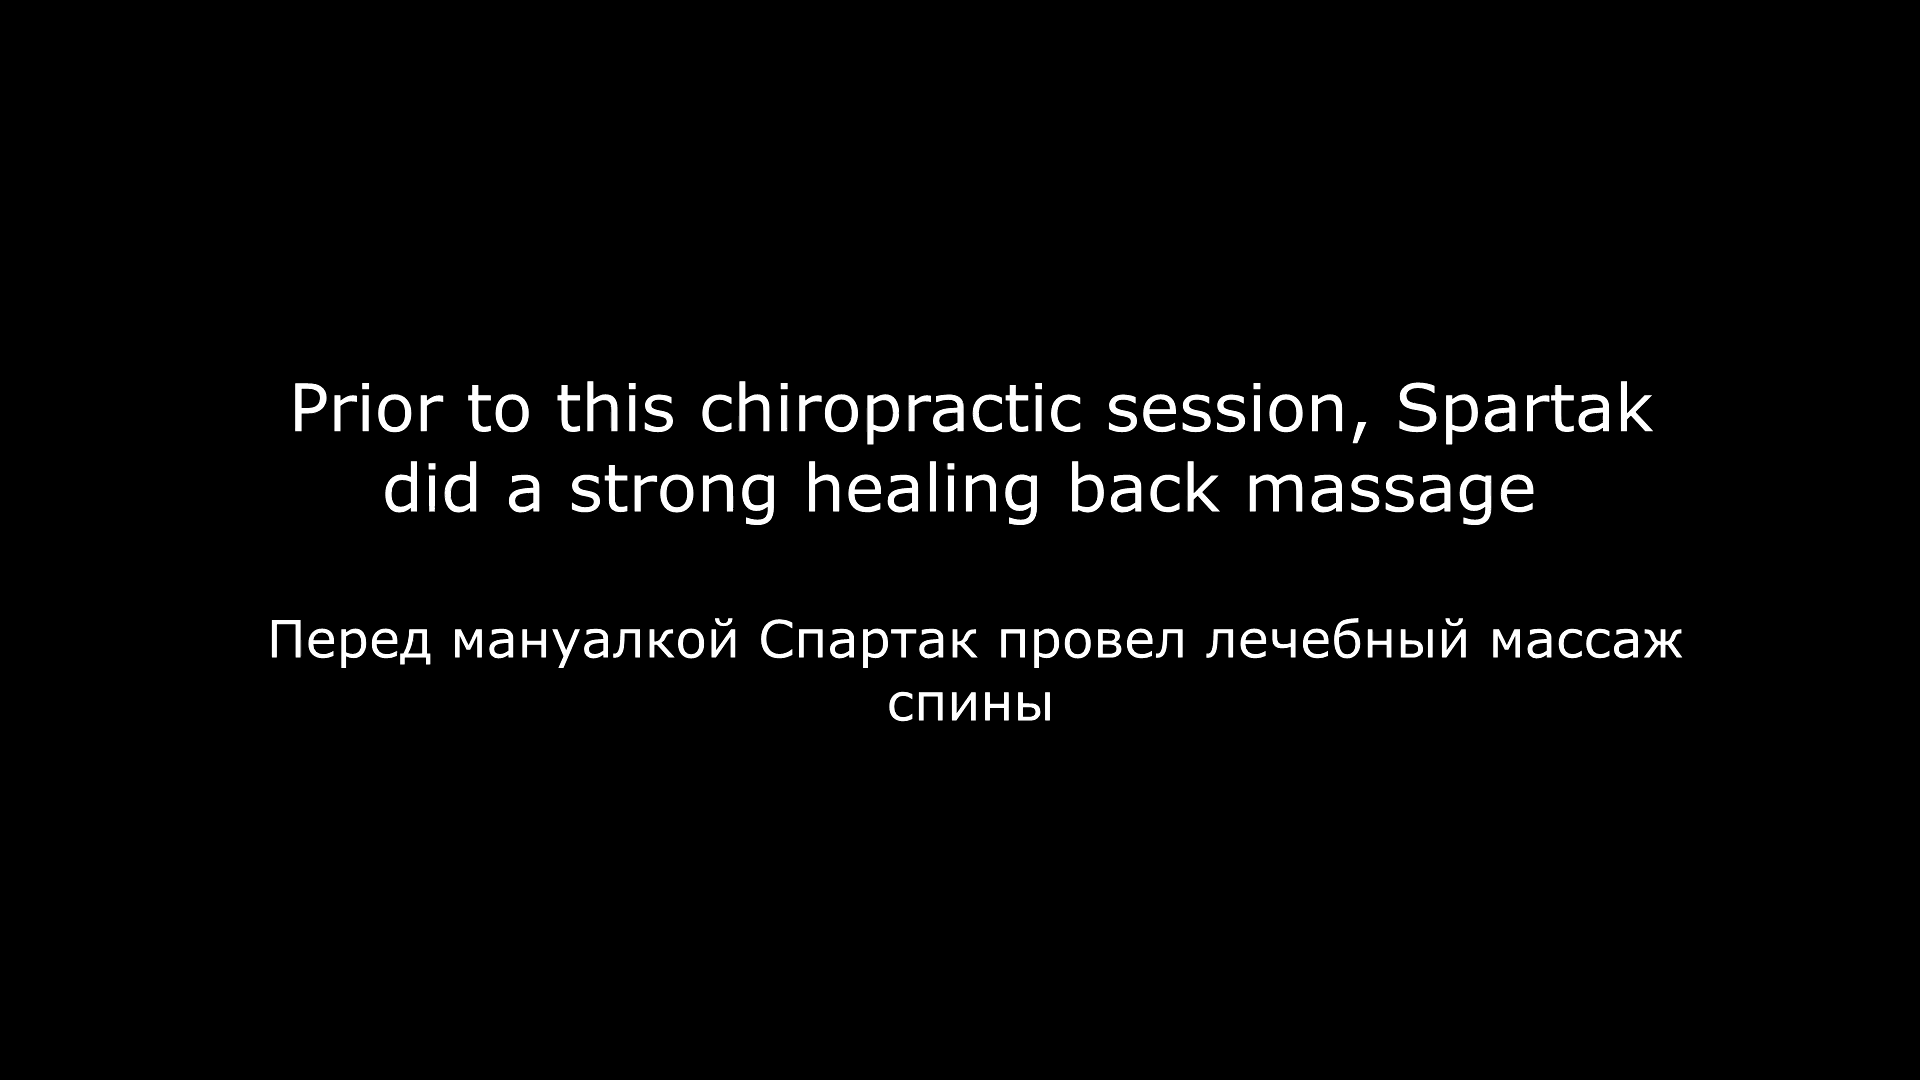 Prior to this chiropractic session, Spartak
did a strong healing back massage
Перед мануалкой Спартак провел лечебный массаж
спины